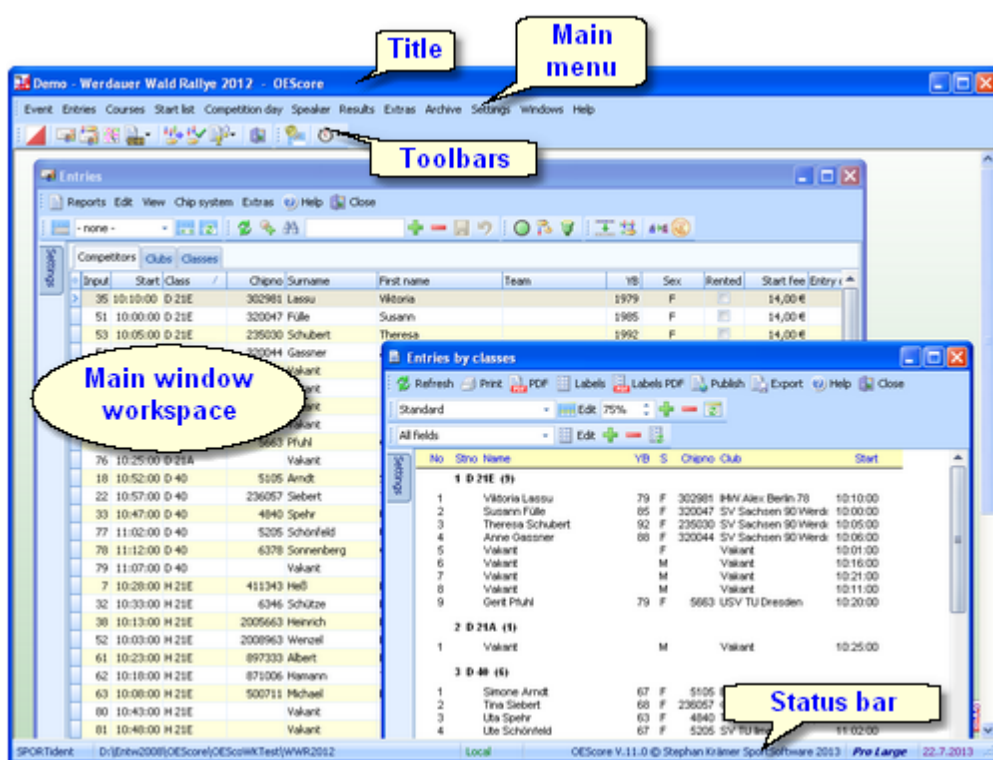 Title
Main
menu
Demo - Werdauer Wald Rallye 2012 - OEScore
Event Entries Courses Start list Competition day Speaker Results Extras Archive Settings Windows Help
Toolbars
Entries
Reports Edit View Chip system Extras Help Close
- none -
Settings
Competitors Clubs Classes
Input Start Class Chipno Surname First name Team YB Sex Rented Start fee Entry
35 10:10:00 D 21E 302981 Lassu Viktoria 1979 F 14,00 €
51 10:00:00 D 21E 320047 Fülle Susann 1985 F 14,00 €
53 10:05:00 D 21E 235030 Schubert Theresa 1992 F 14,00 €
320044 Gassner
Vakant
5663 Pfuhl
76 10:25:00 D 21A Vakant
18 10:52:00 D 40 5105 Arndt
22 10:57:00 D 40 236057 Siebert
33 10:47:00 D 40 4840 Spehr
77 11:02:00 D 40 5205 Schönfeld
78 11:12:00 D 40 6378 Sonnenberg
79 11:07:00 D 40 Vakant
7 10:28:00 H 21E 411343 Heß
32 10:33:00 H 21E 6346 Schütze
38 10:13:00 H 21E 2005663 Heinrich
52 10:03:00 H 21E 2008963 Wenzel
61 10:23:00 H 21E 897333 Albert
62 10:18:00 H 21E 871006 Hamann
63 10:08:00 H 21E 500711 Michael
80 10:43:00 H 21E Vakant
81 10:48:00 H 21E Vakant
Main window
workspace
Entries by classes
Refresh Print PDF Labels Labels PDF Publish Export Help Close
Standard Edit 75%
All fields Edit
Settings
No Stno Name YB S Chipno Club Start
1 D 21E (9)
1 Viktoria Lassu 79 F 302981 IHW Alex Berlin 78 10:10:00
2 Susann Fülle 85 F 320047 SV Sachsen 90 Werd 10:00:00
3 Theresa Schubert 92 F 235030 SV Sachsen 90 Werd 10:05:00
4 Anne Gassner 88 F 320044 SV Sachsen 90 Werd 10:06:00
5 Vakant F Vakant 10:01:00
6 Vakant M Vakant 10:16:00
7 Vakant M Vakant 10:21:00
8 Vakant M Vakant 10:11:00
9 Gerit Pfuhl 79 F 5663 USV TU Dresden 10:20:00
2 D 21A (1)
1 Vakant M Vakant 10:25:00
3 D 40 (6)
1 Simone Arndt 67 F 5105
2 Tina Siebert 68 F 236057
3 Uta Spehr 63 F 4840
4 Ute Schönfeld 67 F 5205 SV TU Ilm 11:02:00
Status bar
SPORTident D:\Entw2008\OEScore\OEScoWKTest\WWR2012 Local OEScore V.11.0 © Stephan Krämer SportSoftware 2013 Pro Large 22.7.2013